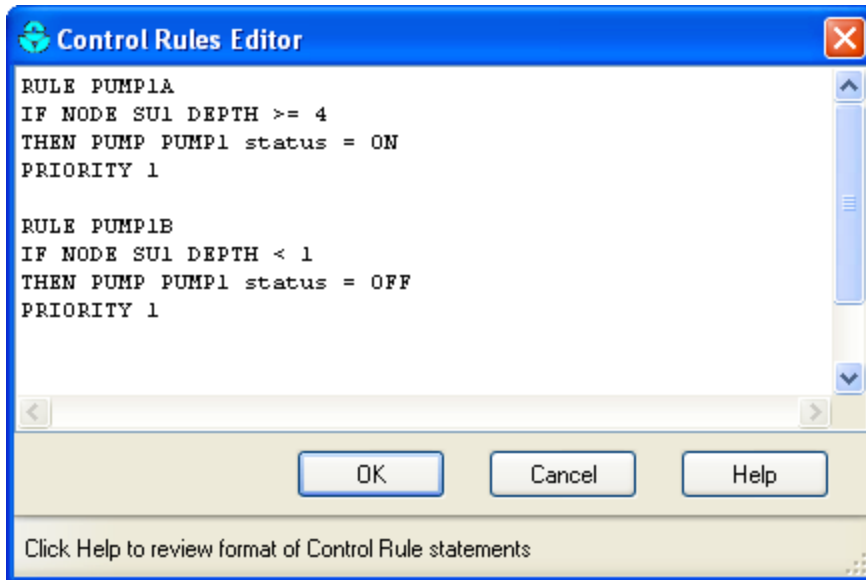 Control Rules Editor
RULE PUMP1A
IF NODE SU1 DEPTH >= 4
THEN PUMP PUMP1 status = ON
PRIORITY 1
RULE PUMP1B
IF NODE SU1 DEPTH < 1
THEN PUMP PUMP1 status = OFF
PRIORITY 1
OK Cancel Help
Click Help to review format of Control Rule statements